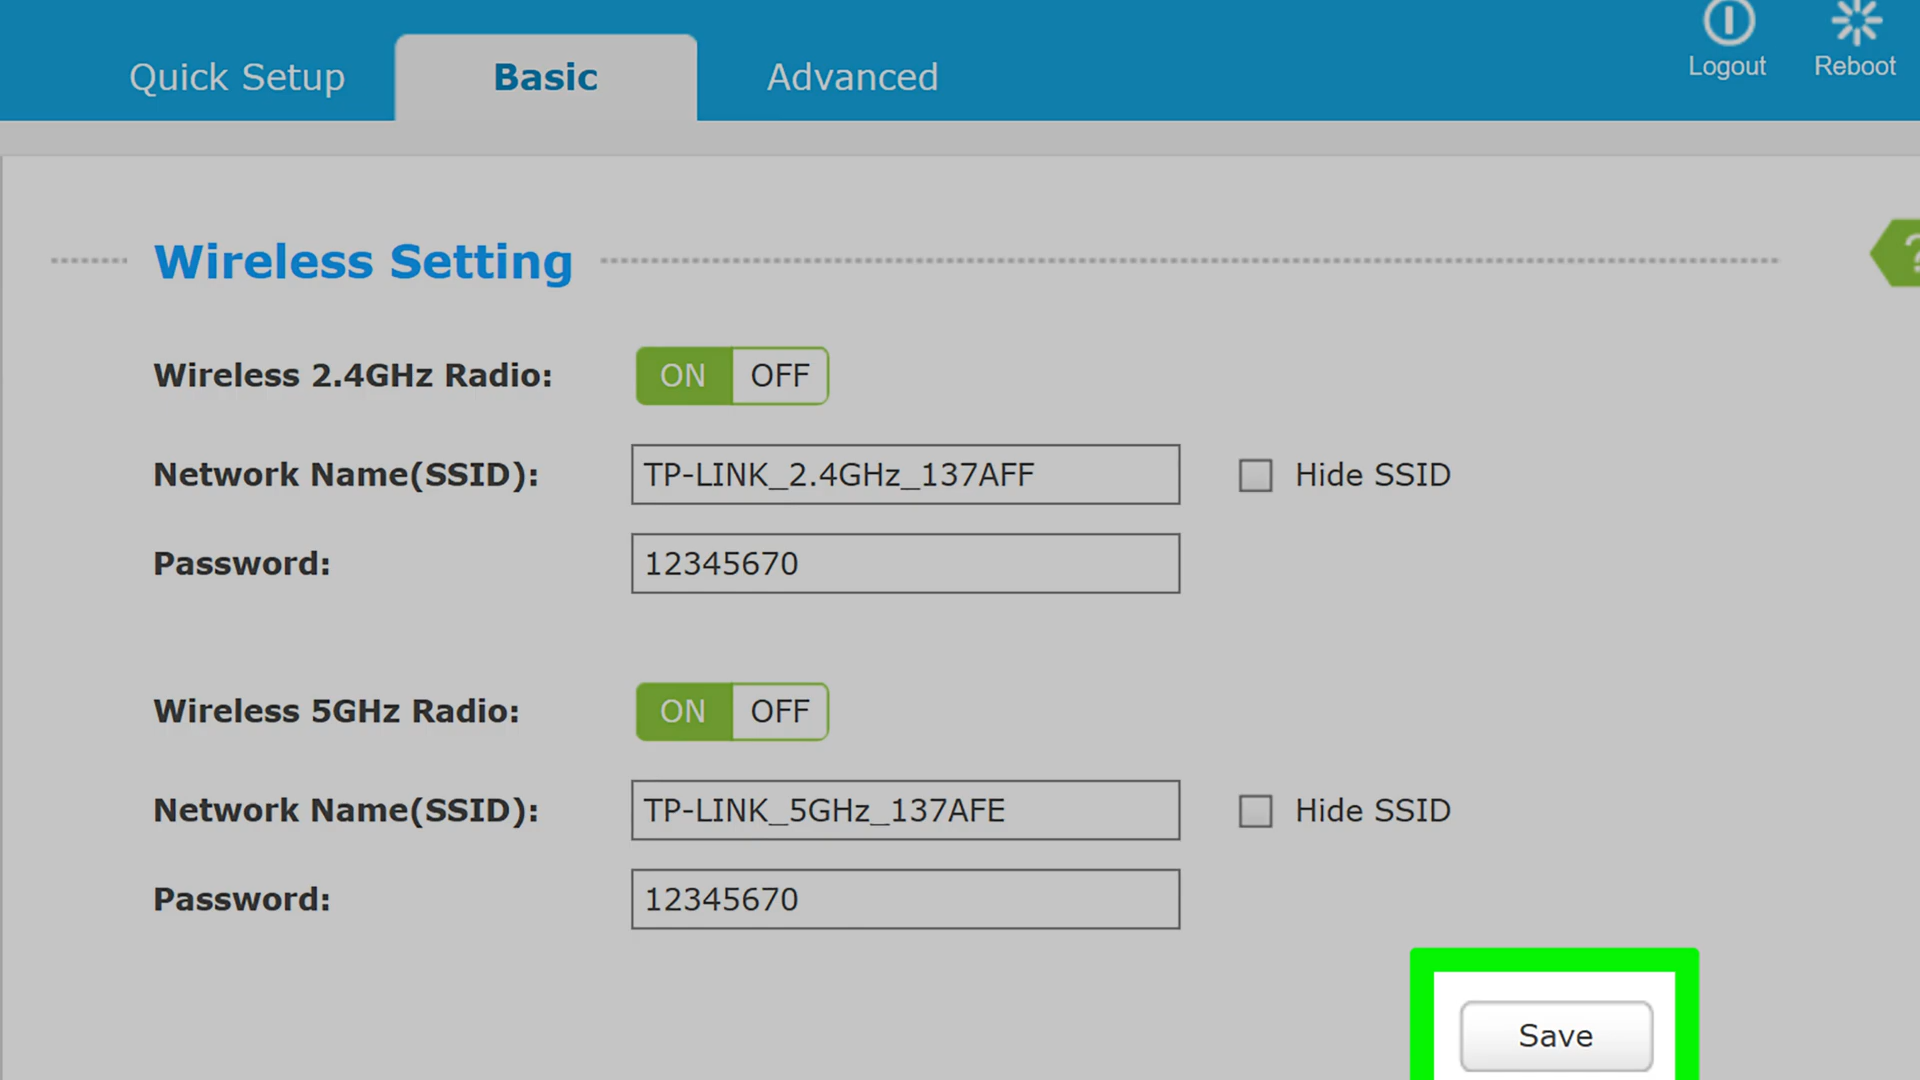 Quick Setup Basic Advanced Logout Reboot
Wireless Setting ?
Wireless 2.4GHz Radio: ON OFF
Network Name(SSID): TP-LINK_2.4GHz_137AFF Hide SSID
Password: 12345670
Wireless 5GHz Radio: ON OFF
Network Name(SSID): TP-LINK_5GHz_137AFE Hide SSID
Password: 12345670
Save